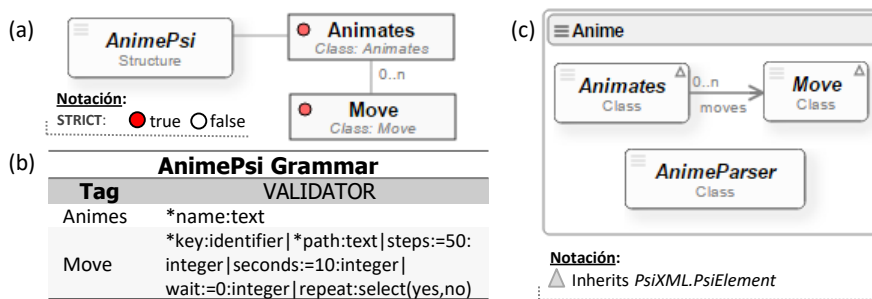 (a)
AnimePsi
Structure
Animates
Class: Animates
0..n
Move
Class: Move
Notación:
STRICT: true false
(b)
AnimePsi Grammar
Tag VALIDATOR
Animes *name:text
Move *key:identifier|*path:text|steps:=50:
integer|seconds:=10:integer|
wait:=0:integer|repeat:select(yes,no)
(c)
Anime
Animates
Class
0..n
moves
Move
Class
AnimeParser
Class
Notación:
Inherits PsiXML.PsiElement